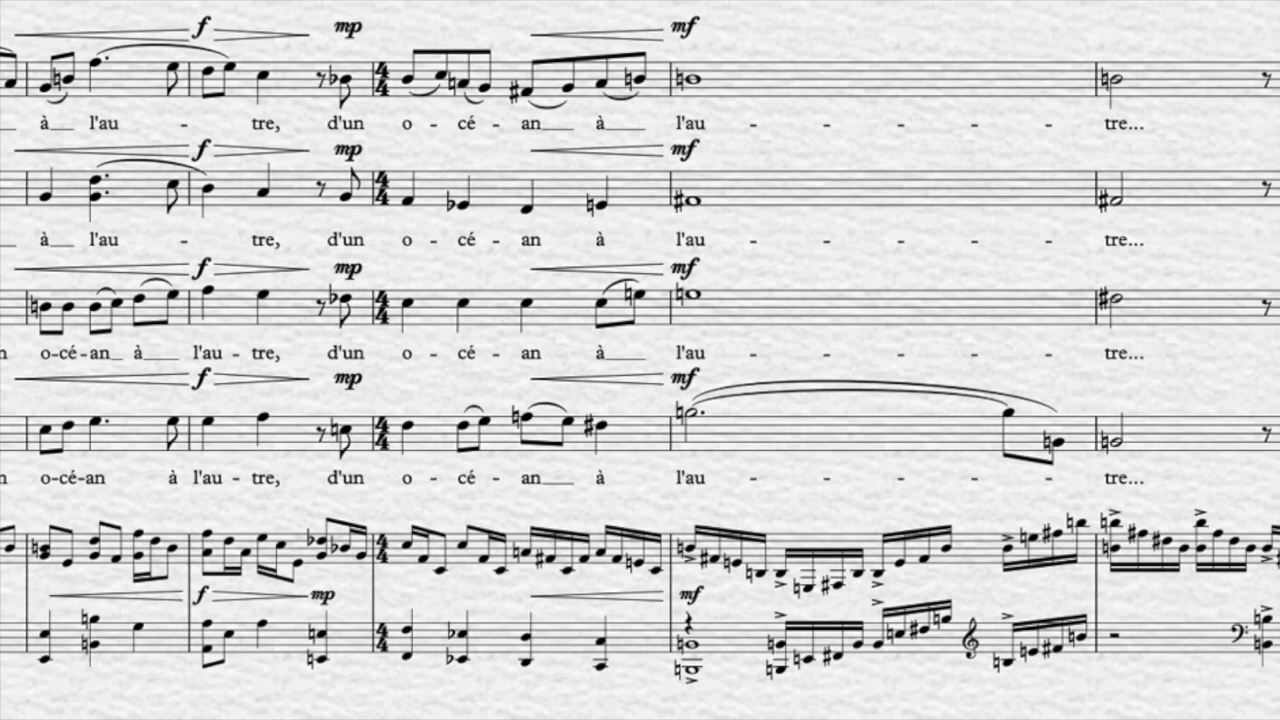 f mp mf
à l'au - tre, d'un o - cé - an à l'au - - - - - tre...
f mp mf
à l'au - tre, d'un o - cé - an à l'au - - - - - tre...
f mp mf
n o-cé-an à l'au - tre, d'un o - cé - an à l'au - - - - - tre...
f mp mf
n o-cé-an à l'au - tre, d'un o - cé - an à l'au - - - - - tre...
f mp mf